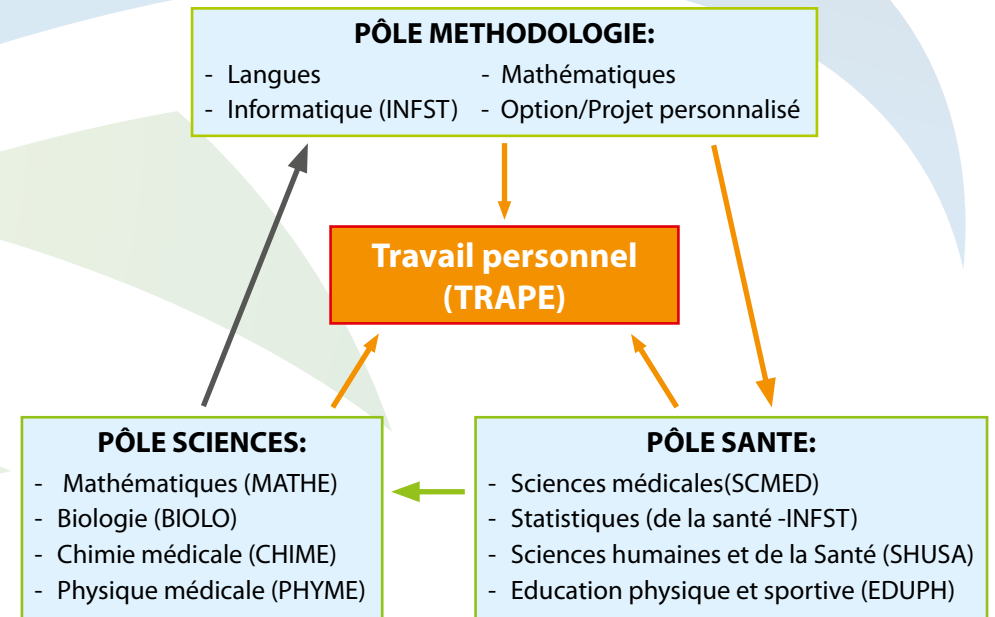 PÔLE METHODOLOGIE:
- Langues
- Informatique (INFST)
- Mathématiques
- Option/Projet personnalisé
Travail personnel
(TRAPE)
PÔLE SCIENCES:
- Mathématiques (MATHE)
- Biologie (BIOLO)
- Chimie médicale (CHIME)
- Physique médicale (PHYME)
PÔLE SANTE:
- Sciences médicales(SCMED)
- Statistiques (de la santé -INFST)
- Sciences humaines et de la Santé (SHUSA)
- Education physique et sportive (EDUPH)